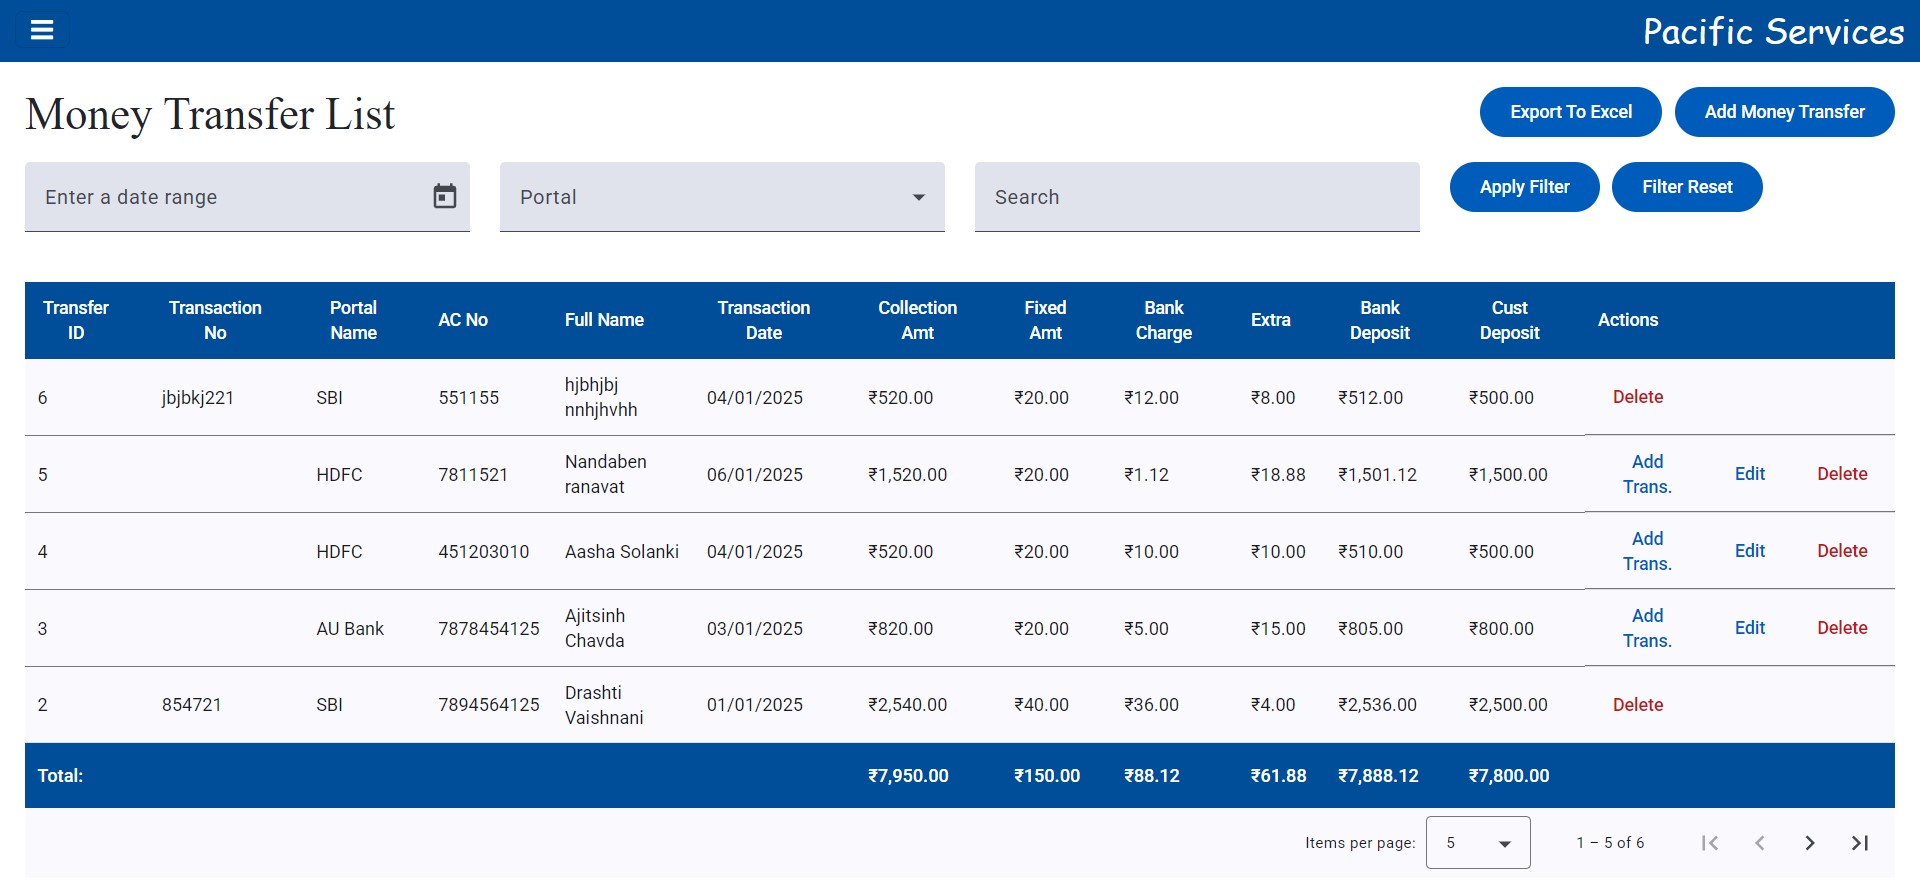 Pacific Services
Money Transfer List
Export To Excel
Add Money Transfer
Enter a date range
Portal
Search
Apply Filter
Filter Reset
Transfer ID Transaction No Portal Name AC No Full Name Transaction Date Collection Amt Fixed Amt Bank Charge Extra Bank Deposit Cust Deposit Actions
6 jbjbkj221 SBI 551155 hjbhjbj nnhjhvhh 04/01/2025 ₹520.00 ₹20.00 ₹12.00 ₹8.00 ₹512.00 ₹500.00 Delete
5 HDFC 7811521 Nandaben ranavat 06/01/2025 ₹1,520.00 ₹20.00 ₹1.12 ₹18.88 ₹1,501.12 ₹1,500.00 Add Trans. Edit Delete
4 HDFC 451203010 Aasha Solanki 04/01/2025 ₹520.00 ₹20.00 ₹10.00 ₹10.00 ₹510.00 ₹500.00 Add Trans. Edit Delete
3 AU Bank 7878454125 Ajitsinh Chavda 03/01/2025 ₹820.00 ₹20.00 ₹5.00 ₹15.00 ₹805.00 ₹800.00 Add Trans. Edit Delete
2 854721 SBI 7894564125 Drashti Vaishnani 01/01/2025 ₹2,540.00 ₹40.00 ₹36.00 ₹4.00 ₹2,536.00 ₹2,500.00 Delete
Total: ₹7,950.00 ₹150.00 ₹88.12 ₹61.88 ₹7,888.12 ₹7,800.00
Items per page: 5 1 – 5 of 6